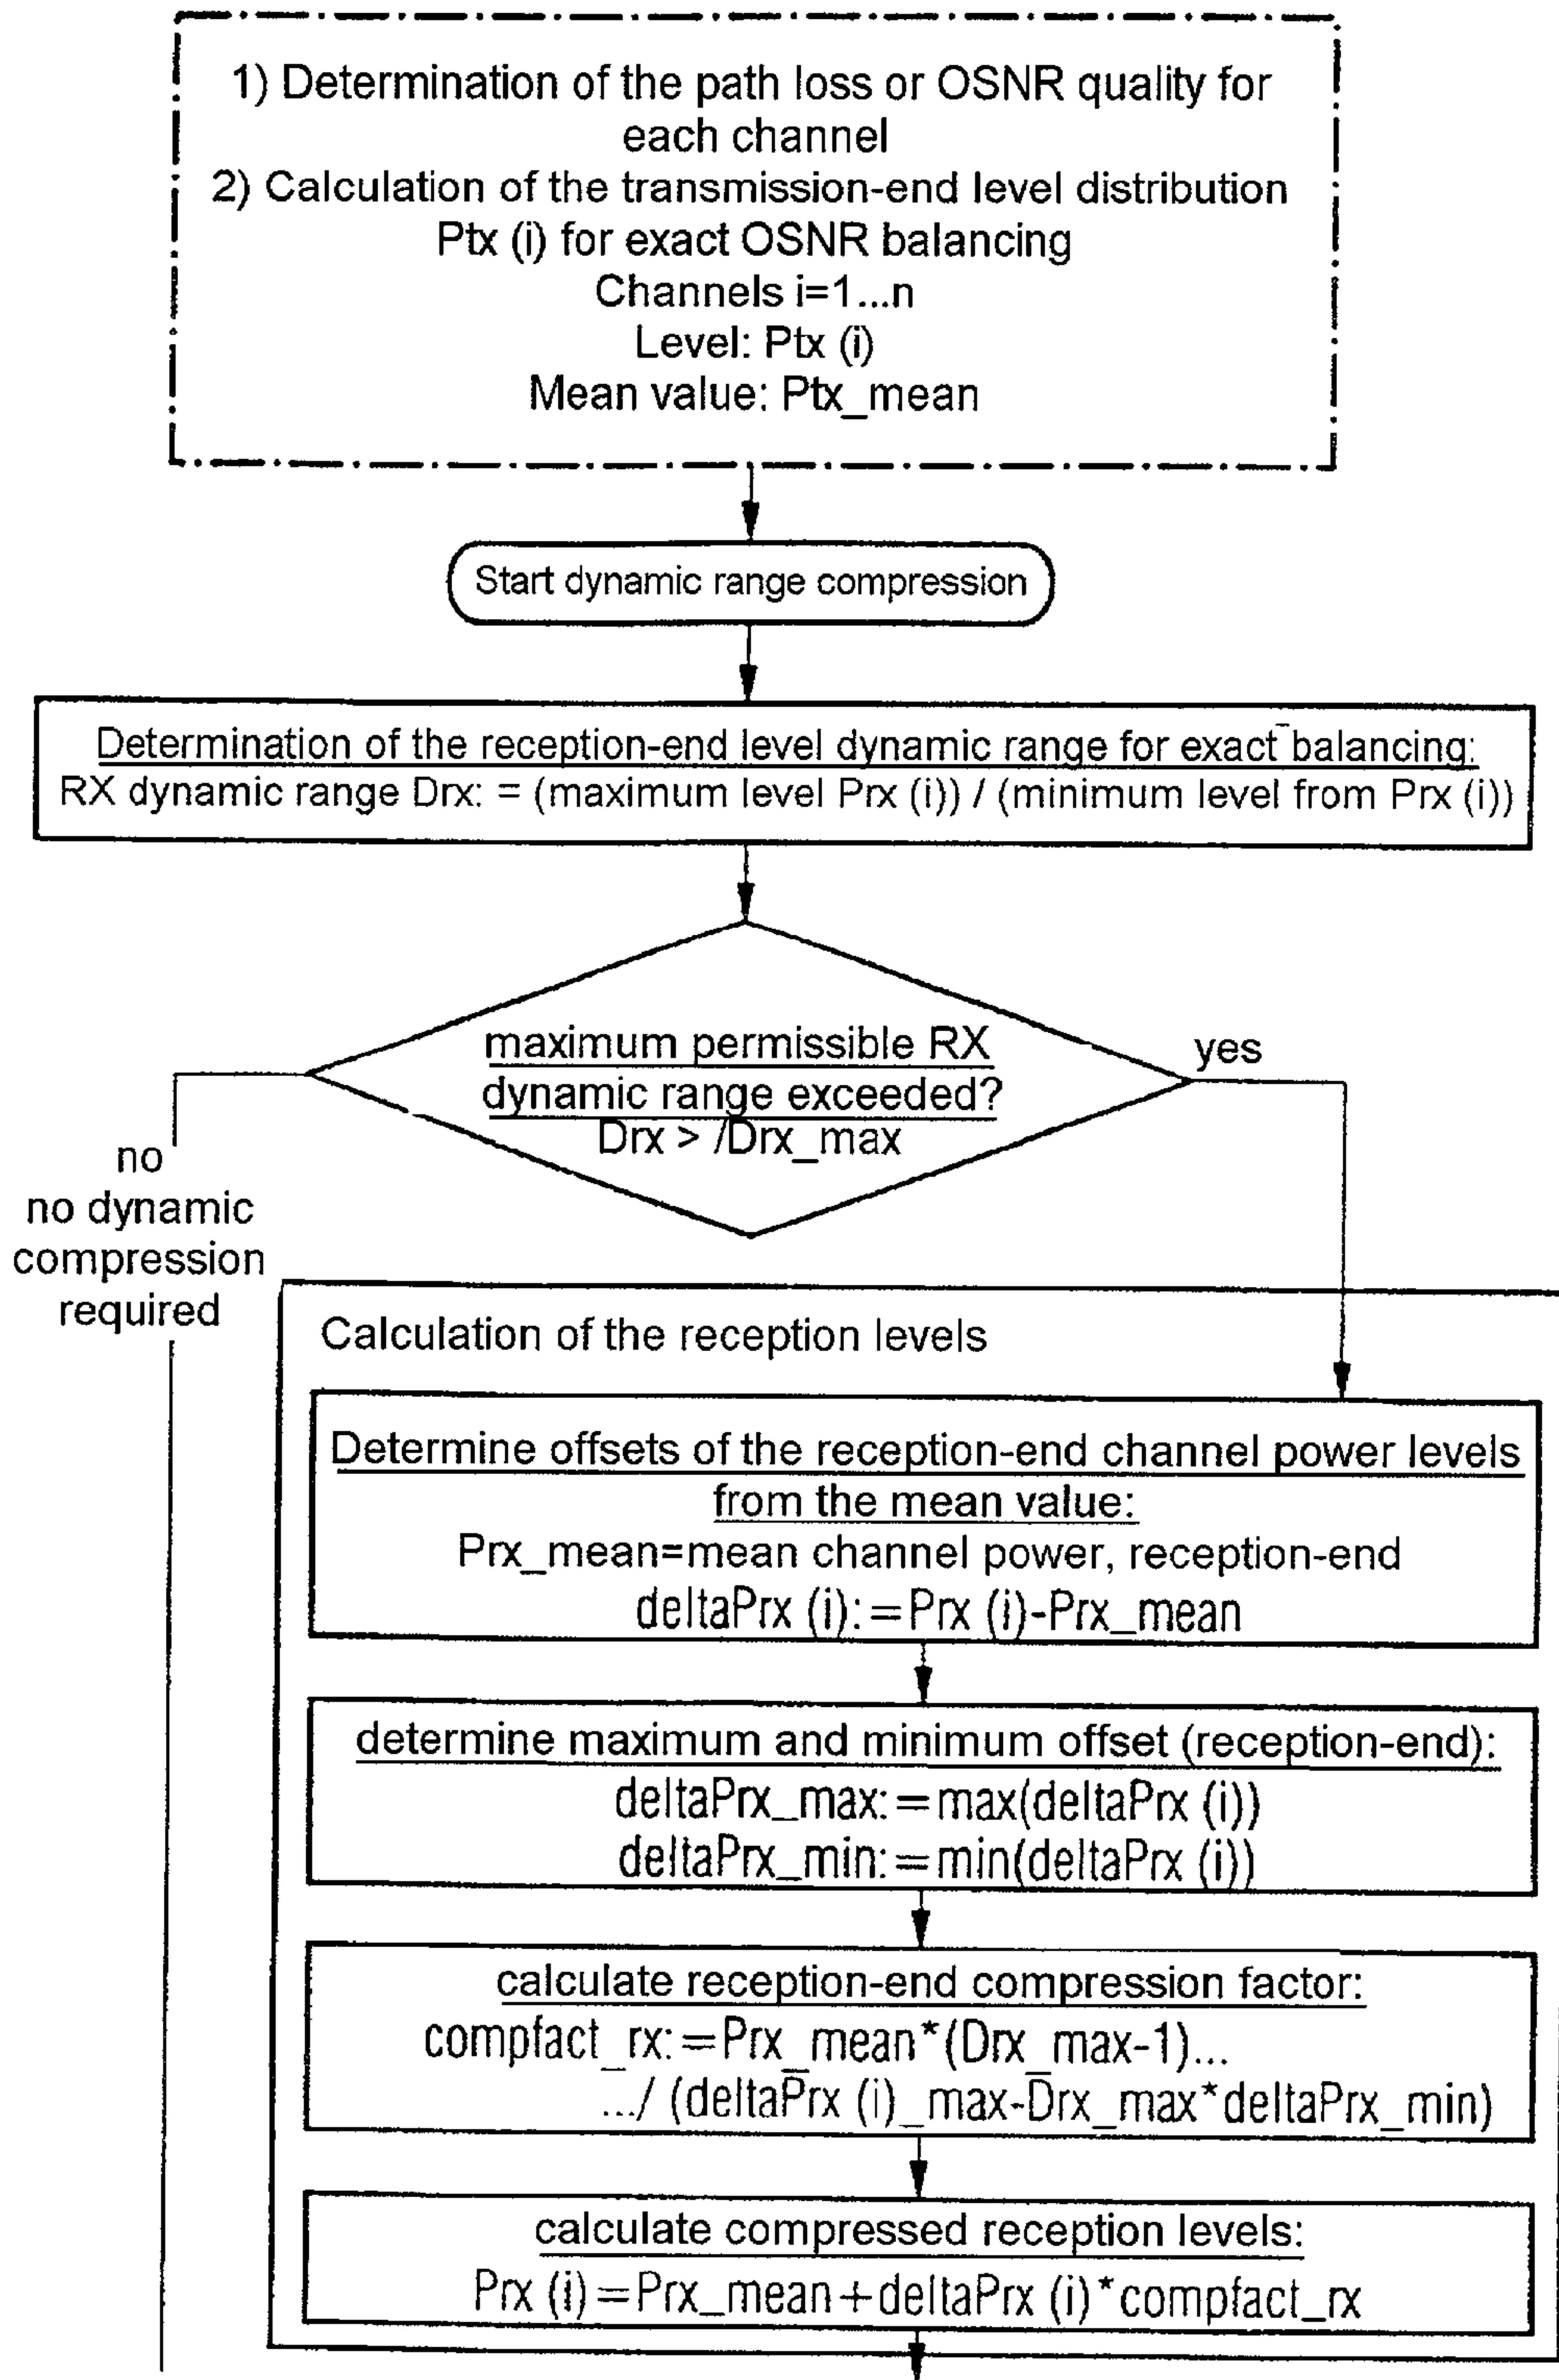 1) Determination of the path loss or OSNR quality for
each channel
2) Calculation of the transmission-end level distribution
Ptx (i) for exact OSNR balancing
Channels i=1...n
Level: Ptx (i)
Mean value: Ptx_mean
Start dynamic range compression
Determination of the reception-end level dynamic range for exact balancing:
RX dynamic range Drx: = (maximum level Prx (i)) / (minimum level from Prx (i))
maximum permissible RX
dynamic range exceeded?
Drx > /Drx_max
yes
no
no dynamic
compression
required
Calculation of the reception levels
Determine offsets of the reception-end channel power levels
from the mean value:
Prx_mean=mean channel power, reception-end
deltaPrx (i):=Prx (i)-Prx_mean
determine maximum and minimum offset (reception-end):
deltaPrx_max:=max(deltaPrx (i))
deltaPrx_min:=min(deltaPrx (i))
calculate reception-end compression factor:
compfact_rx:=Prx_mean*(Drx_max-1)...
.../ (deltaPrx (i)_max-Drx_max*deltaPrx_min)
calculate compressed reception levels:
Prx (i)=Prx_mean+deltaPrx (i)*compfact_rx